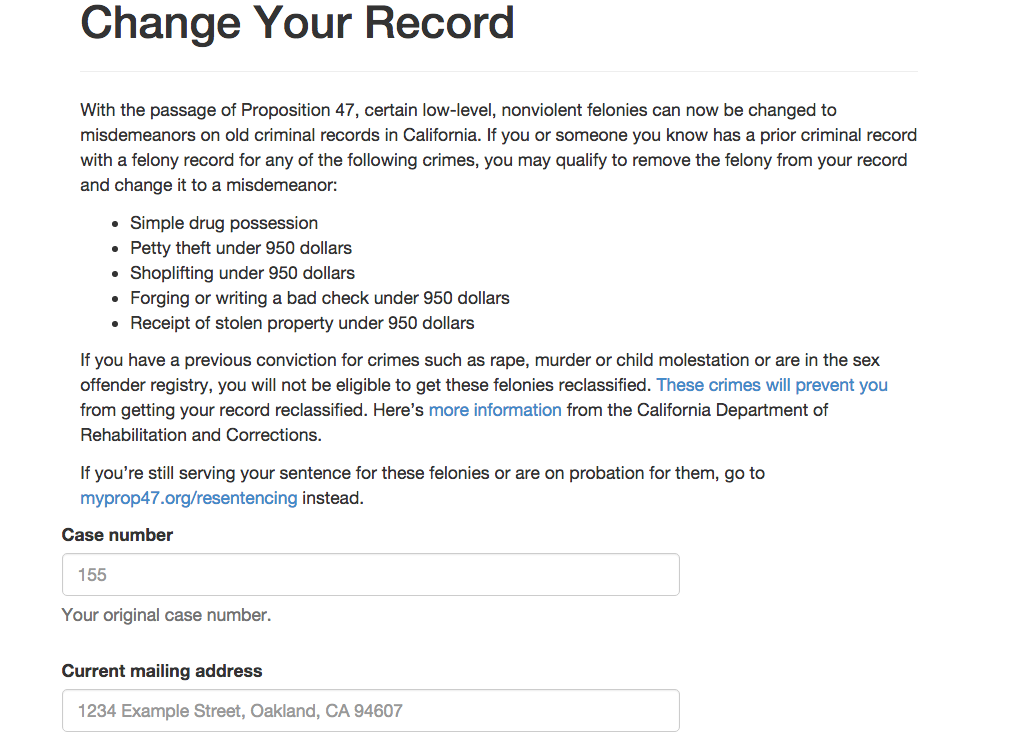 Change Your Record
With the passage of Proposition 47, certain low-level, nonviolent felonies can now be changed to
misdemeanors on old criminal records in California. If you or someone you know has a prior criminal record
with a felony record for any of the following crimes, you may qualify to remove the felony from your record
and change it to a misdemeanor:
• Simple drug possession
• Petty theft under 950 dollars
• Shoplifting under 950 dollars
• Forging or writing a bad check under 950 dollars
• Receipt of stolen property under 950 dollars
If you have a previous conviction for crimes such as rape, murder or child molestation or are in the sex
offender registry, you will not be eligible to get these felonies reclassified. These crimes will prevent you
from getting your record reclassified. Here’s more information from the California Department of
Rehabilitation and Corrections.
If you’re still serving your sentence for these felonies or are on probation for them, go to
myprop47.org/resentencing instead.
Case number
155
Your original case number.
Current mailing address
1234 Example Street, Oakland, CA 94607